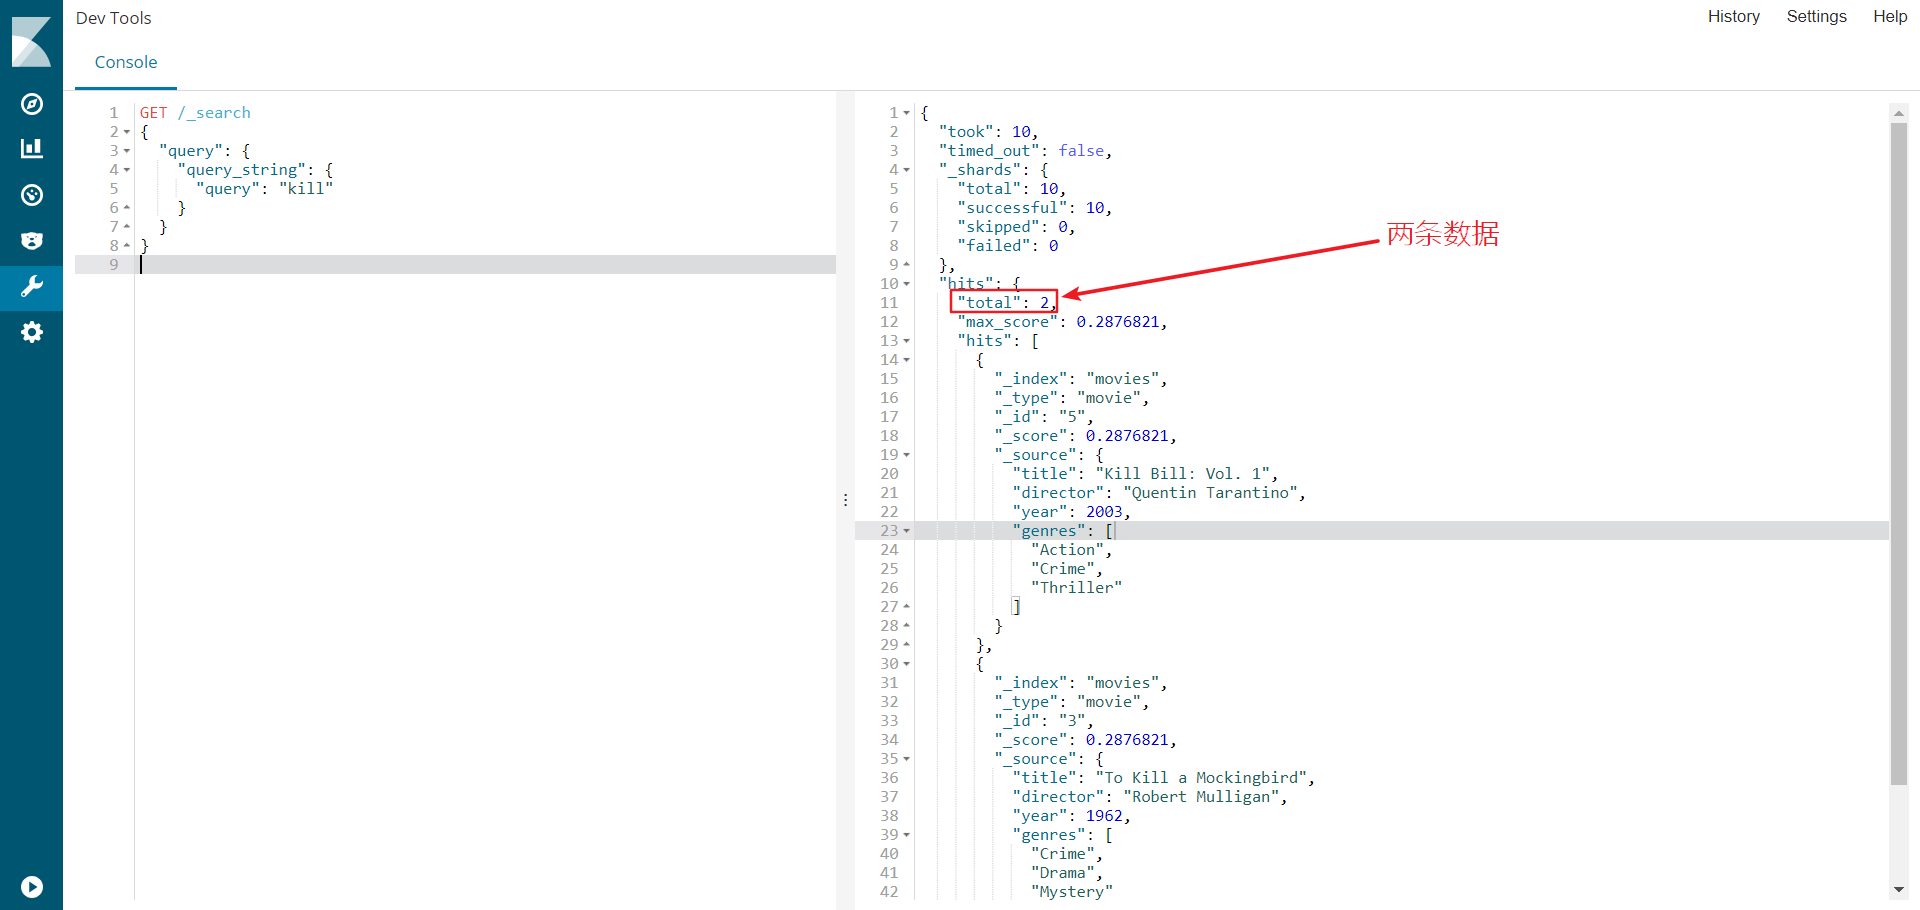 Dev Tools
History Settings Help
Console
1 GET /_search
2 {
3 "query": {
4 "query_string": {
5 "query": "kill"
6 }
7 }
8 }
9
1 {
2 "took": 10,
3 "timed_out": false,
4 "_shards": {
5 "total": 10,
6 "successful": 10,
7 "skipped": 0,
8 "failed": 0
9 },
10 "hits": {
11 "total": 2,
12 "max_score": 0.2876821,
13 "hits": [
14 {
15 "_index": "movies",
16 "_type": "movie",
17 "_id": "5",
18 "_score": 0.2876821,
19 "_source": {
20 "title": "Kill Bill: Vol. 1",
21 "director": "Quentin Tarantino",
22 "year": 2003,
23 "genres": [
24 "Action",
25 "Crime",
26 "Thriller"
27 ]
28 }
29 },
30 {
31 "_index": "movies",
32 "_type": "movie",
33 "_id": "3",
34 "_score": 0.2876821,
35 "_source": {
36 "title": "To Kill a Mockingbird",
37 "director": "Robert Mulligan",
38 "year": 1962,
39 "genres": [
40 "Crime",
41 "Drama",
42 "Mystery"
两条数据